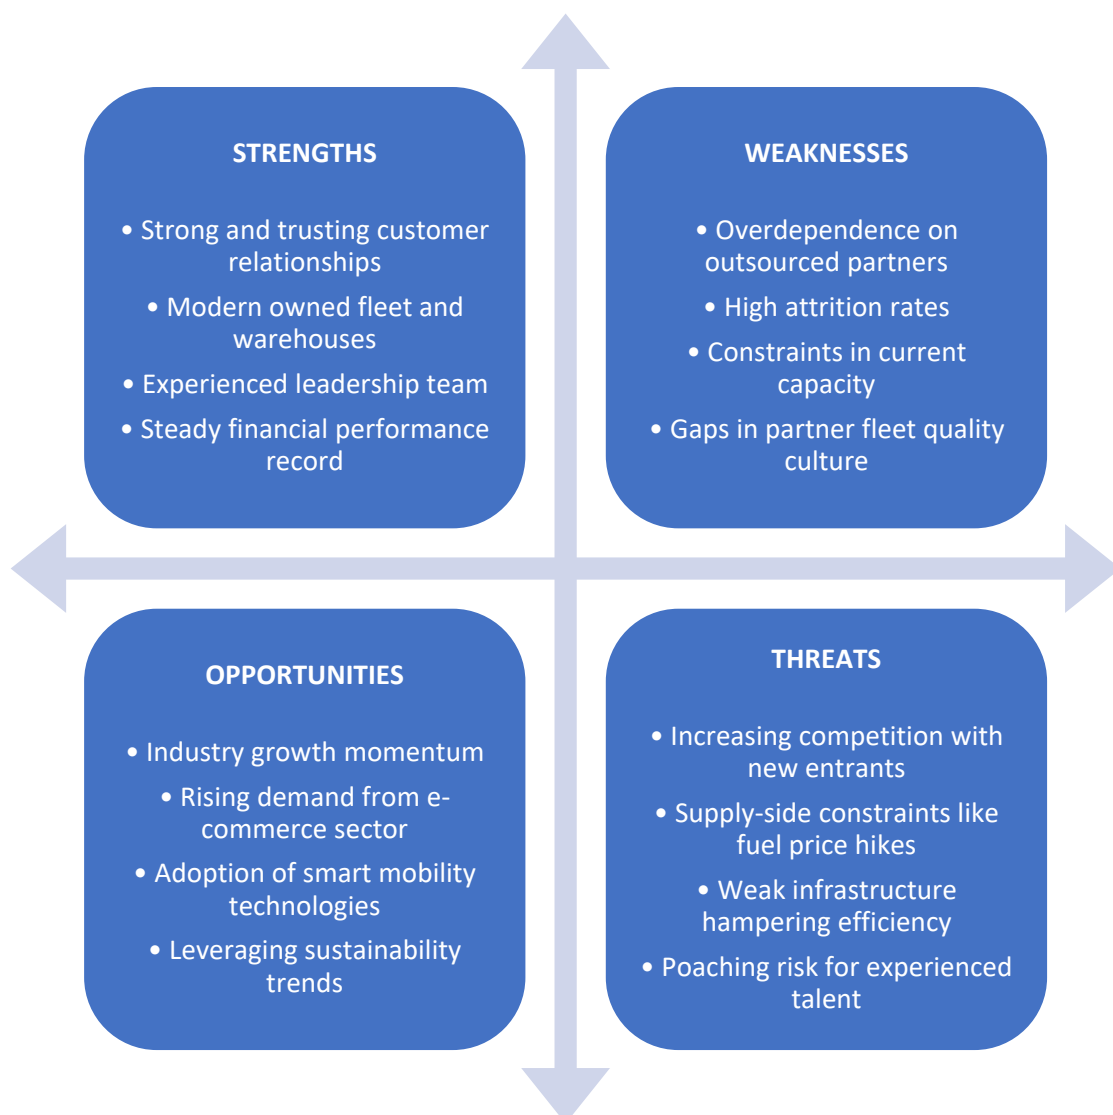 STRENGTHS
• Strong and trusting customer
relationships
• Modern owned fleet and
warehouses
• Experienced leadership team
• Steady financial performance
record
WEAKNESSES
• Overdependence on
outsourced partners
• High attrition rates
• Constraints in current
capacity
• Gaps in partner fleet quality
culture
OPPORTUNITIES
• Industry growth momentum
• Rising demand from e-
commerce sector
• Adoption of smart mobility
technologies
• Leveraging sustainability
trends
THREATS
• Increasing competition with
new entrants
• Supply-side constraints like
fuel price hikes
• Weak infrastructure
hampering efficiency
• Poaching risk for experienced
talent